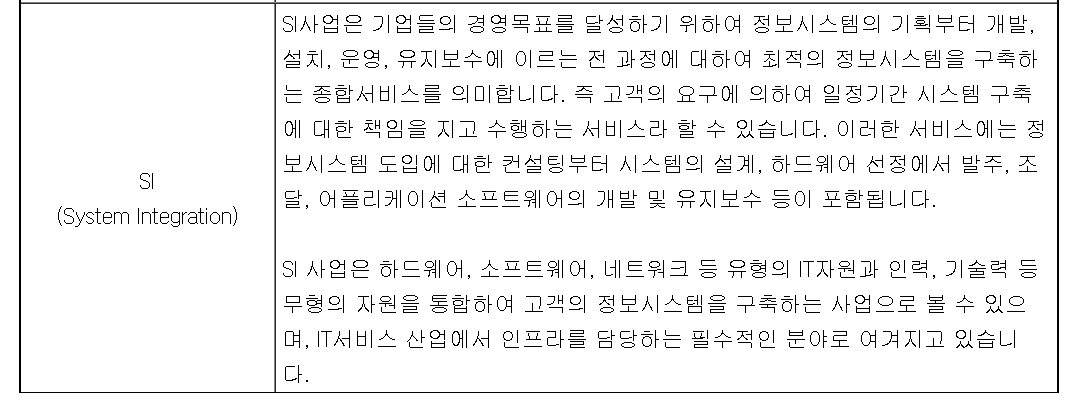 SI
(System Integration)
SI사업은 기업들의 경영목표를 달성하기 위하여 정보시스템의 기획부터 개발,
설치, 운영, 유지보수에 이르는 전 과정에 대하여 최적의 정보시스템을 구축하
는 종합서비스를 의미합니다. 즉 고객의 요구에 의하여 일정기간 시스템 구축
에 대한 책임을 지고 수행하는 서비스라 할 수 있습니다. 이러한 서비스에는 정
보시스템 도입에 대한 컨설팅부터 시스템의 설계, 하드웨어 선정에서 발주, 조
달, 어플리케이션 소프트웨어의 개발 및 유지보수 등이 포함됩니다.
SI 사업은 하드웨어, 소프트웨어, 네트워크 등 유형의 IT자원과 인력, 기술력 등
무형의 자원을 통합하여 고객의 정보시스템을 구축하는 사업으로 볼 수 있으
며, IT서비스 산업에서 인프라를 담당하는 필수적인 분야로 여겨지고 있습니
다.